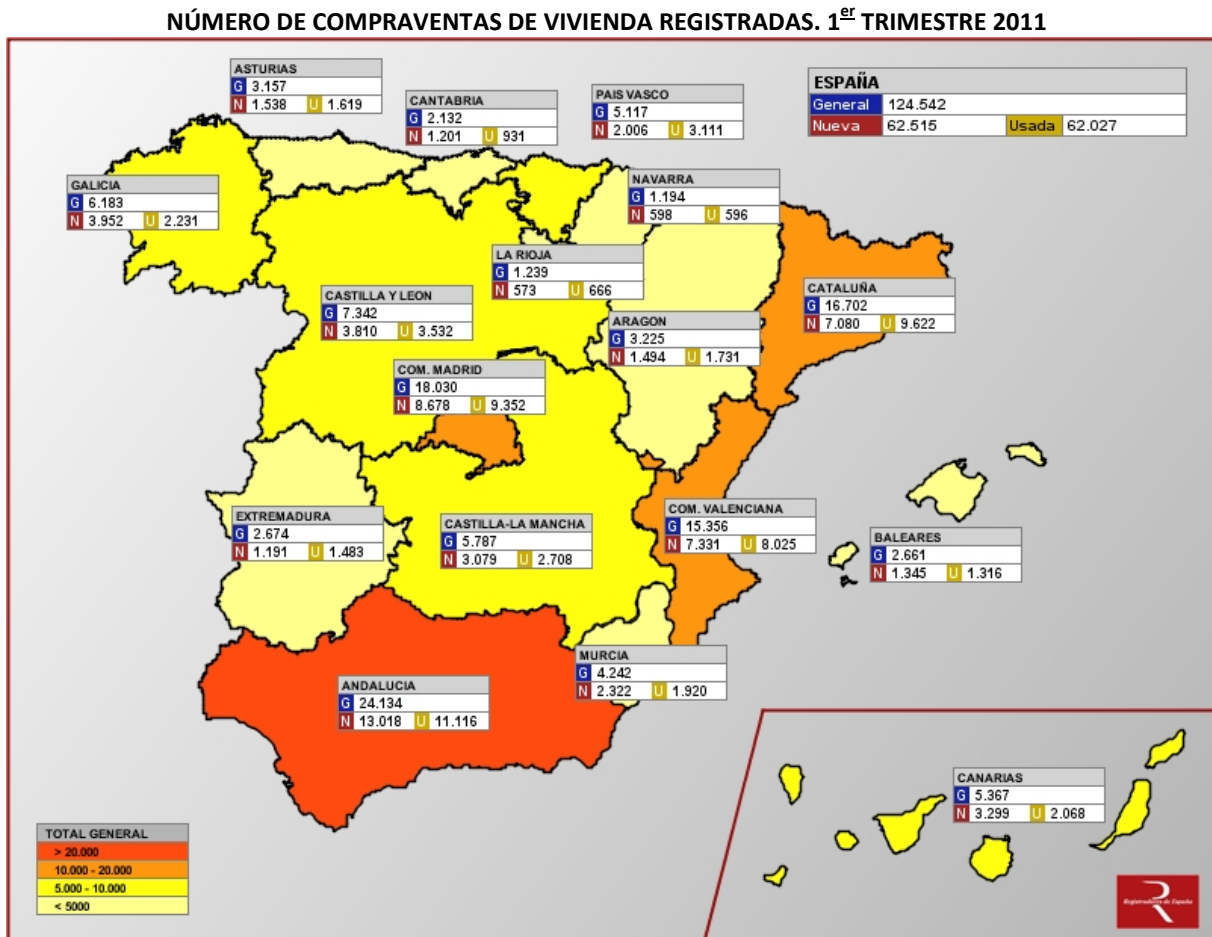 NÚMERO DE COMPRAVENTAS DE VIVIENDA REGISTRADAS. 1er TRIMESTRE 2011
ASTURIAS
G 3.157
N 1.538 U 1.619
CANTABRIA
G 2.132
N 1.201 U 931
PAIS VASCO
G 5.117
N 2.006 U 3.111
ESPAÑA
General 124.542
Nueva 62.515 Usada 62.027
GALICIA
G 6.183
N 3.952 U 2.231
NAVARRA
G 1.194
N 598 U 596
LA RIOJA
G 1.239
N 573 U 666
CASTILLA Y LEON
G 7.342
N 3.810 U 3.532
CATALUÑA
G 16.702
N 7.080 U 9.622
ARAGON
G 3.225
N 1.494 U 1.731
COM. MADRID
G 18.030
N 8.678 U 9.352
EXTREMADURA
G 2.674
N 1.191 U 1.483
CASTILLA-LA MANCHA
G 5.787
N 3.079 U 2.708
COM. VALENCIANA
G 15.356
N 7.331 U 8.025
BALEARES
G 2.661
N 1.345 U 1.316
MURCIA
G 4.242
N 2.322 U 1.920
ANDALUCIA
G 24.134
N 13.018 U 11.116
CANARIAS
G 5.367
N 3.299 U 2.068
TOTAL GENERAL
> 20.000
10.000 - 20.000
5.000 - 10.000
< 5000
R
Registradores de España